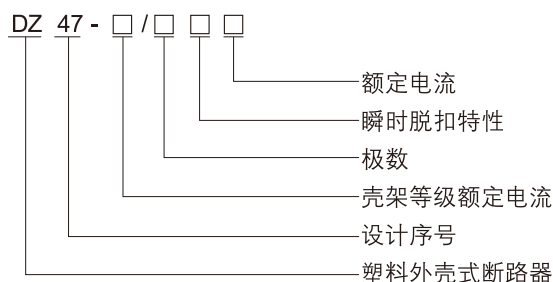 DZ 47-□/□□□
额定电流
瞬时脱扣特性
极数
壳架等级额定电流
设计序号
塑料外壳式断路器